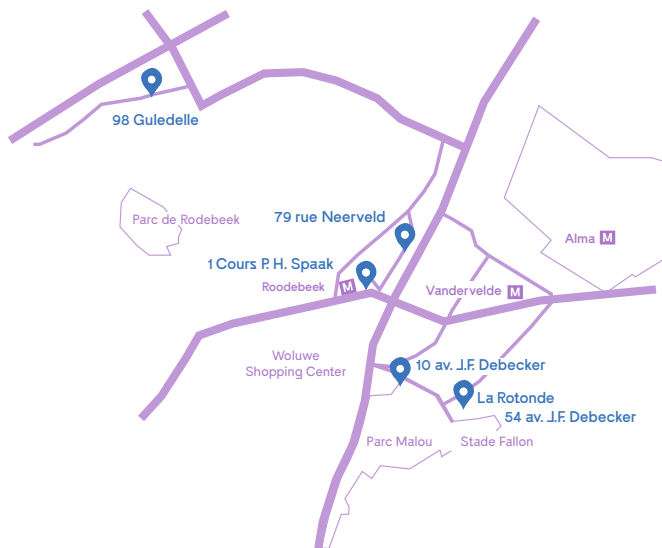 98 Guledelle
Parc de Rodebeek
79 rue Neerveld
Alma M
1 Cours P. H. Spaak
Roodebeek M
Vandervelde M
Woluwe
Shopping Center
10 av. J.F. Debecker
La Rotonde
54 av. J.F. Debecker
Parc Malou
Stade Fallon